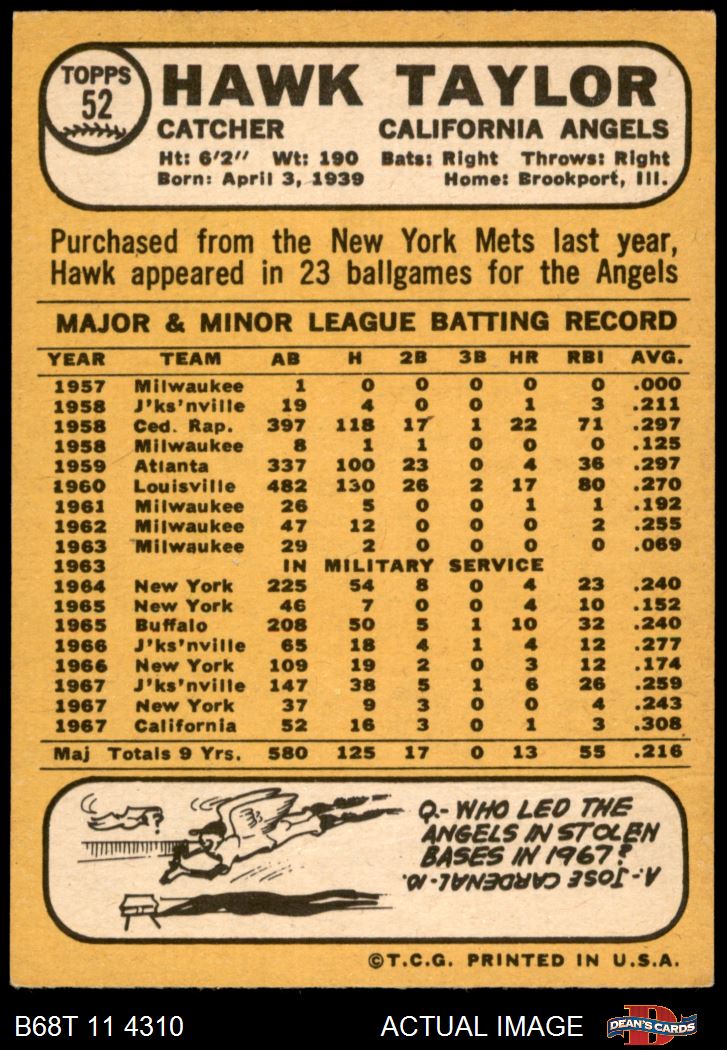 TOPPS
52
HAWK TAYLOR
CATCHER CALIFORNIA ANGELS
Ht: 6'2" Wt: 190 Bats: Right Throws: Right
Born: April 3, 1939 Home: Brookport, Ill.
Purchased from the New York Mets last year,
Hawk appeared in 23 ballgames for the Angels
MAJOR & MINOR LEAGUE BATTING RECORD
YEAR TEAM AB H 2B 3B HR RBI AVG.
1957 Milwaukee 1 0 0 0 0 0 .000
1958 J'ks'nville 19 4 0 0 1 3 .211
1958 Ced. Rap. 397 118 17 1 22 71 .297
1958 Milwaukee 8 1 1 0 0 0 .125
1959 Atlanta 337 100 23 0 4 36 .297
1960 Louisville 482 130 26 2 17 80 .270
1961 Milwaukee 26 5 0 0 1 1 .192
1962 Milwaukee 47 12 0 0 0 2 .255
1963 Milwaukee 29 2 0 0 0 0 .069
1963 IN MILITARY SERVICE
1964 New York 225 54 8 0 4 23 .240
1965 New York 46 7 0 0 4 10 .152
1965 Buffalo 208 50 5 1 10 32 .240
1966 J'ks'nville 65 18 4 1 4 12 .277
1966 New York 109 19 2 0 3 12 .174
1967 J'ks'nville 147 38 5 1 6 26 .259
1967 New York 37 9 3 0 0 4 .243
1967 California 52 16 3 0 1 3 .308
Maj Totals 9 Yrs. 580 125 17 0 13 55 .216
?
Q.- WHO LED THE
ANGELS IN STOLEN
BASES IN 1967?
A.- JOSE CARDENAL 10.
©T.C.G. PRINTED IN U.S.A.
B68T 11 4310 ACTUAL IMAGE D DEAN'S CARDS